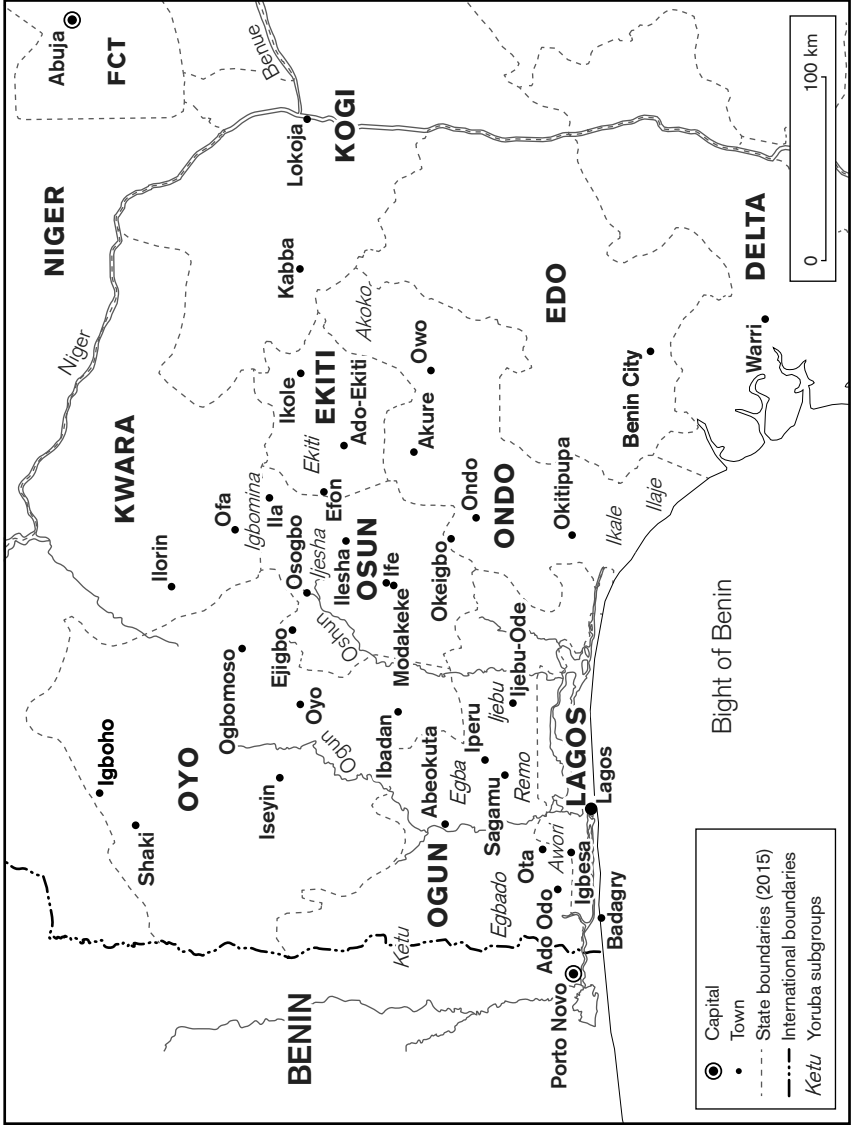 Abuja
FCT
NIGER
Benue
Niger
Lokoja
KOGI
KWARA
Kabba
Igboho
Shaki
OYO
Ilorin
Ofa
Igbomina
Ila
Ikole
EKITI
Ekiti
Ado-Ekiti
Akoko
Ogbomoso
Ejigbo
Osogbo
Ijesha
Efon
Ilesha
OSUN
Ife
Modakeke
Oshun
Oyo
Iseyin
Ogun
Ibadan
Akure
Owo
EDO
Okeigbo
Ondo
ONDO
Abeokuta
Egba
Iperu
Ijebu
Ijebu-Ode
Sagamu
Remo
OGUN
Ketu
Egbado
Ota
Awori
Ado Odo
Igbesa
LAGOS
Lagos
Badagry
Okitipupa
Ikale
Ilaje
Benin City
DELTA
Warri
BENIN
Porto Novo
Bight of Benin
0
100 km
Capital
Town
State boundaries (2015)
International boundaries
Ketu Yoruba subgroups